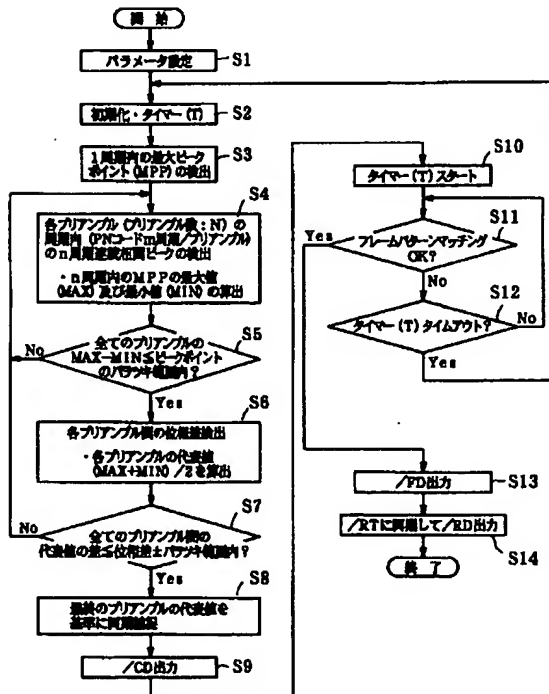 開始
パラメータ設定
S1
初期化・タイマー(T)
S2
1周期内の最大ピーク
ポイント(MPP)の検出
S3
S4
各プリアンブル(プリアンブル数:N)の
周期内(PNコードm周期/プリアンブル)
のn周期連続相関ピークの検出
・n周期内のMPPの最大値
(MAX)及び最小値(MIN)の算出
S5
全てのプリアンブルの
MAX−MIN≦ピークポイント
のバラツキ範囲内?
No
Yes
S6
各プリアンブル間の位相差検出
・各プリアンブルの代表値
(MAX+MIN)/2を算出
S7
全てのプリアンブル間の
代表値の差≦位相差±バラツキ範囲内?
No
Yes
S8
最終のプリアンブルの代表値を
基準に同期捕捉
/CD出力
S9
S10
タイマー(T)スタート
S11
フレームパターンマッチング
OK?
Yes
No
S12
タイマー(T)タイムアウト?
No
Yes
/FD出力
S13
/RTに同期して/RD出力
S14
終了